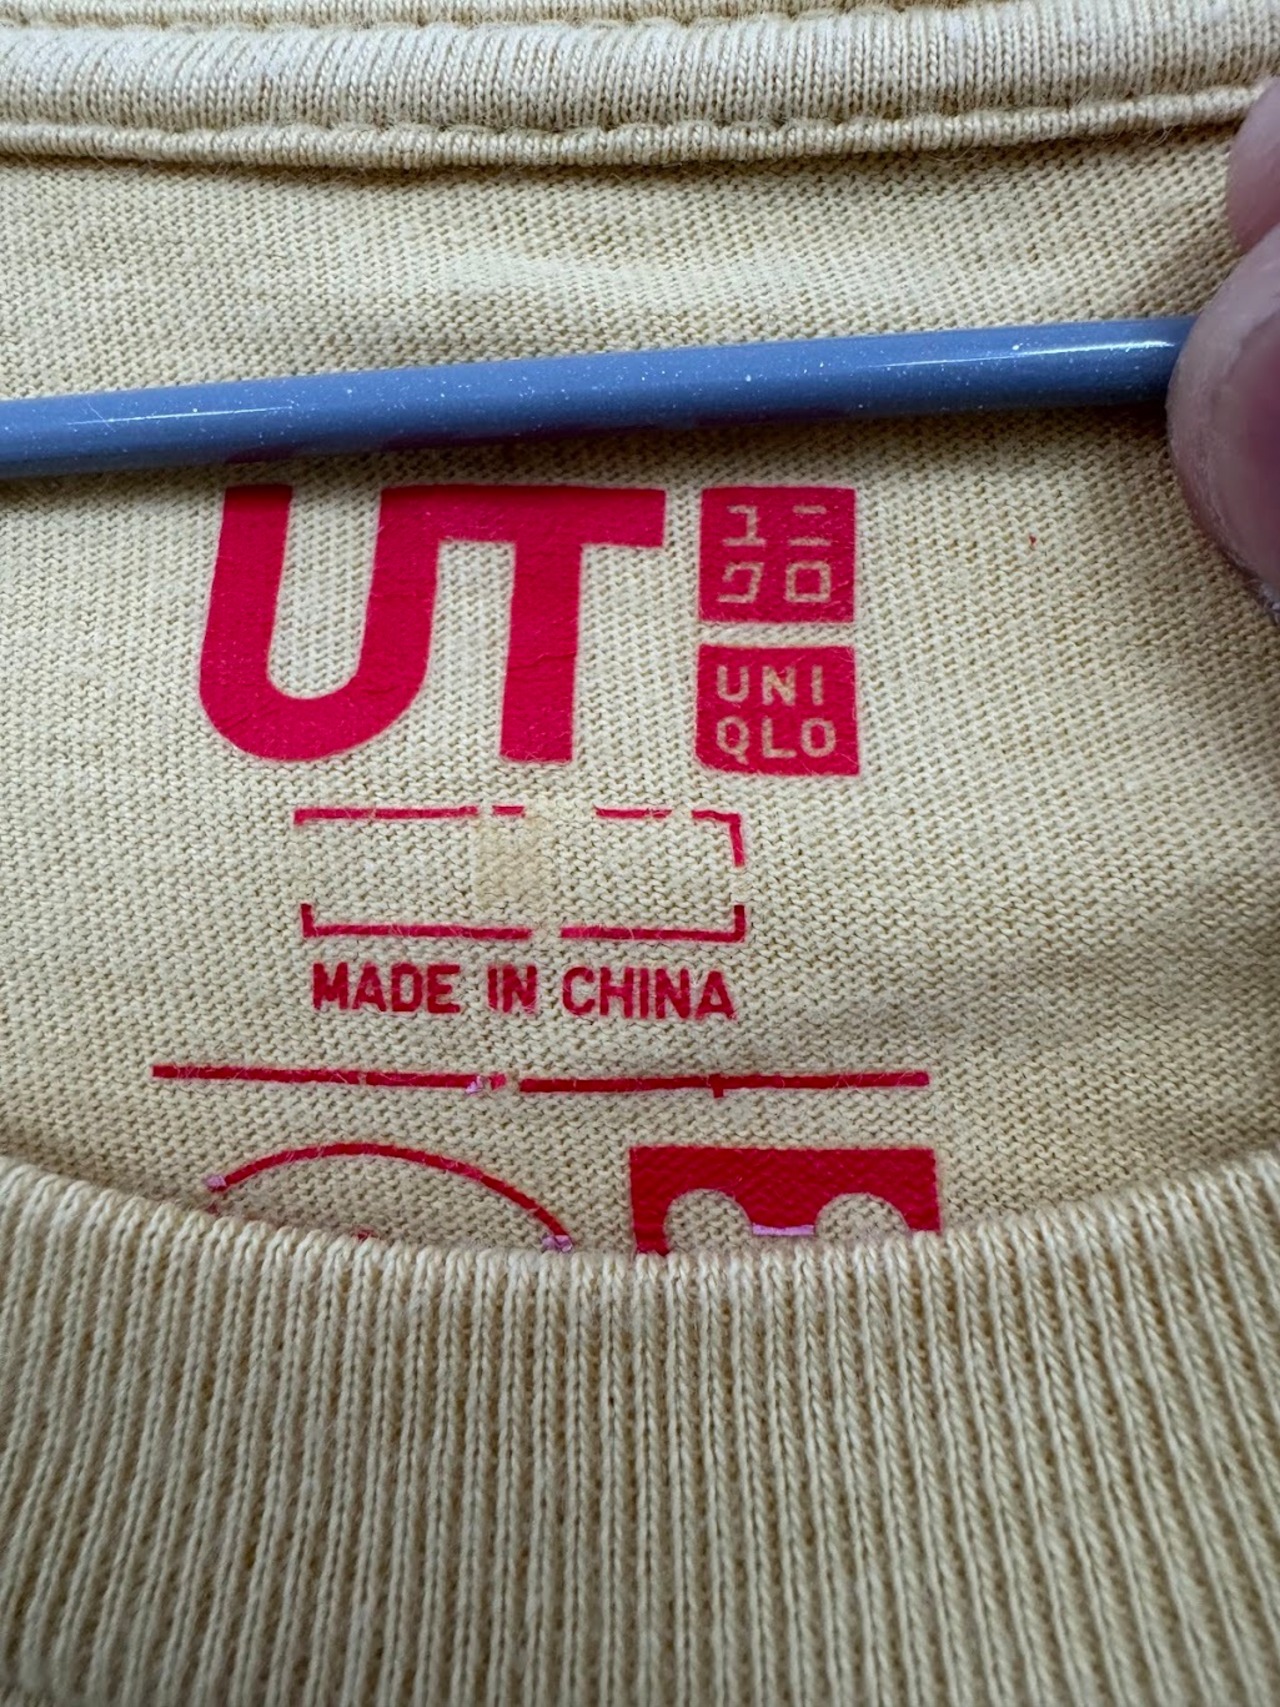 UT
ユニ
クロ
UNI
QLO
MADE IN CHINA